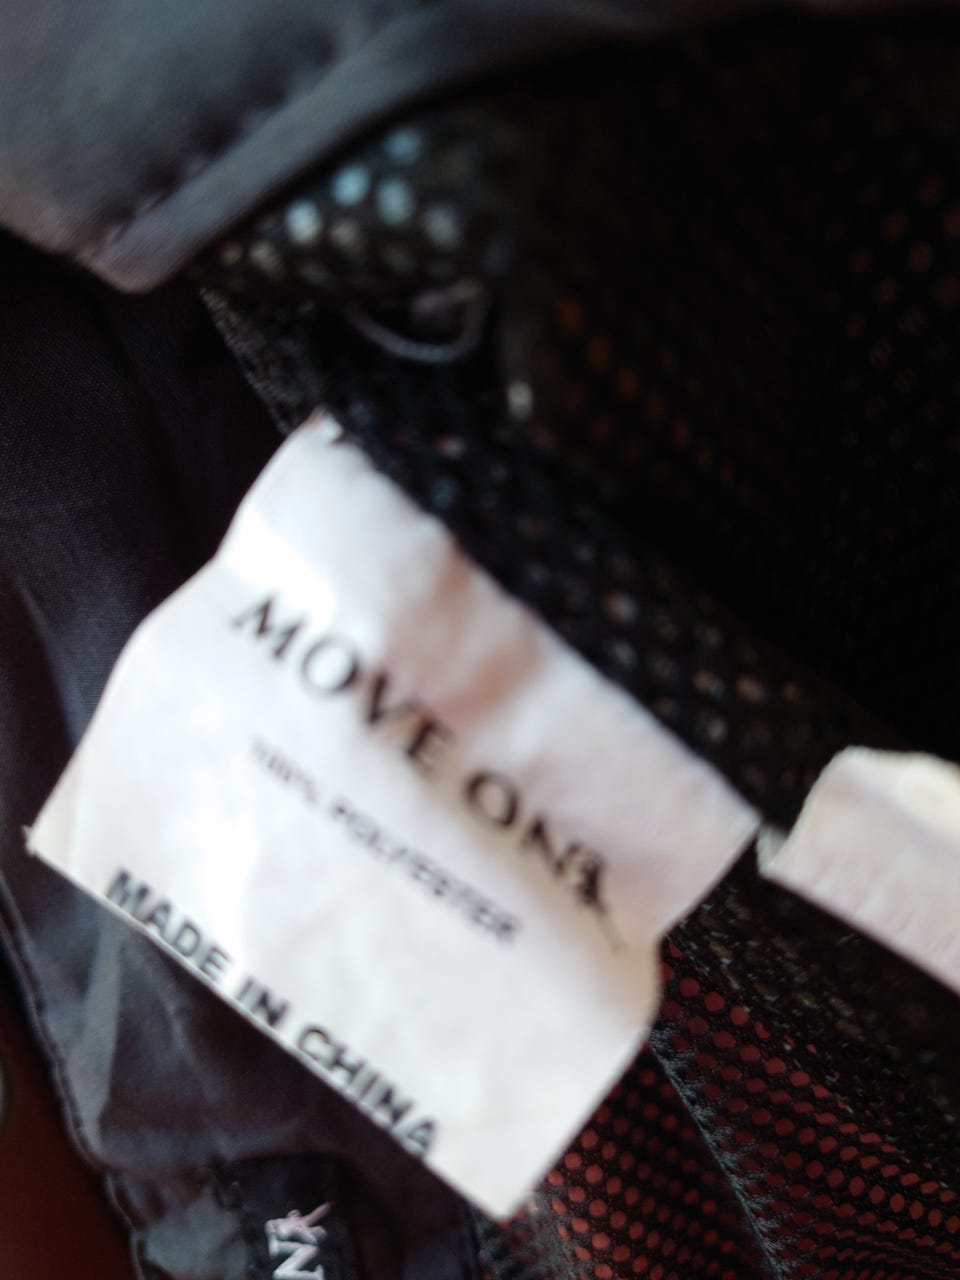 MOVE ON
100% POLYESTER
MADE IN CHINA